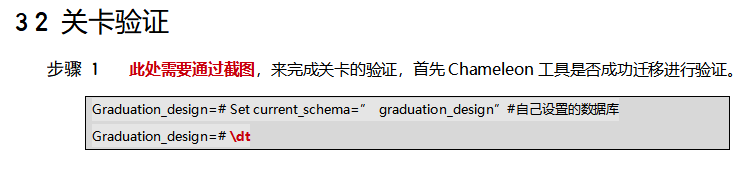 3 2 关卡验证
步骤 1 此处需要通过截图，来完成关卡的验证，首先 Chameleon 工具是否成功迁移进行验证。
Graduation_design=# Set current_schema=” graduation_design” #自己设置的数据库
Graduation_design=# \dt